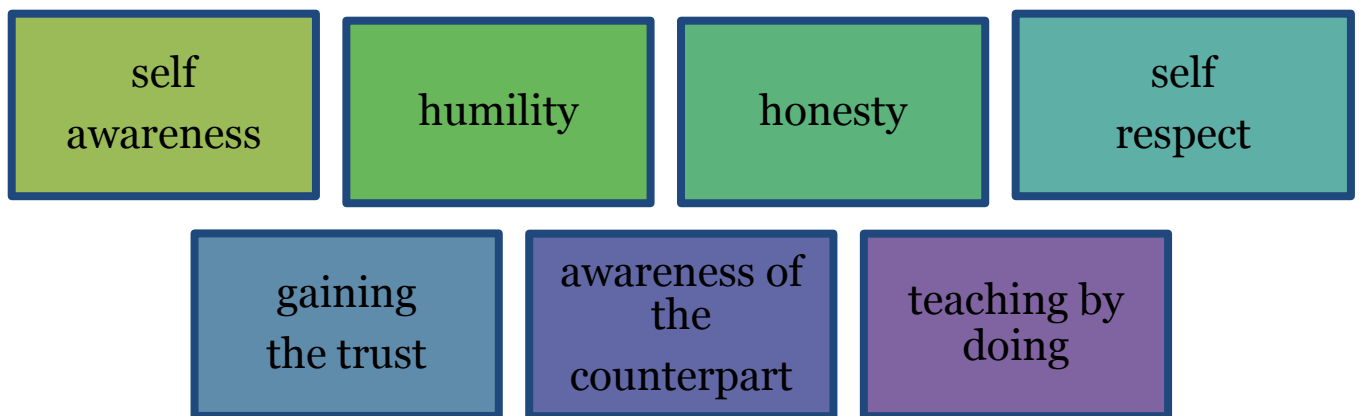 self
awareness
humility
honesty
self
respect
gaining
the trust
awareness of
the
counterpart
teaching by
doing